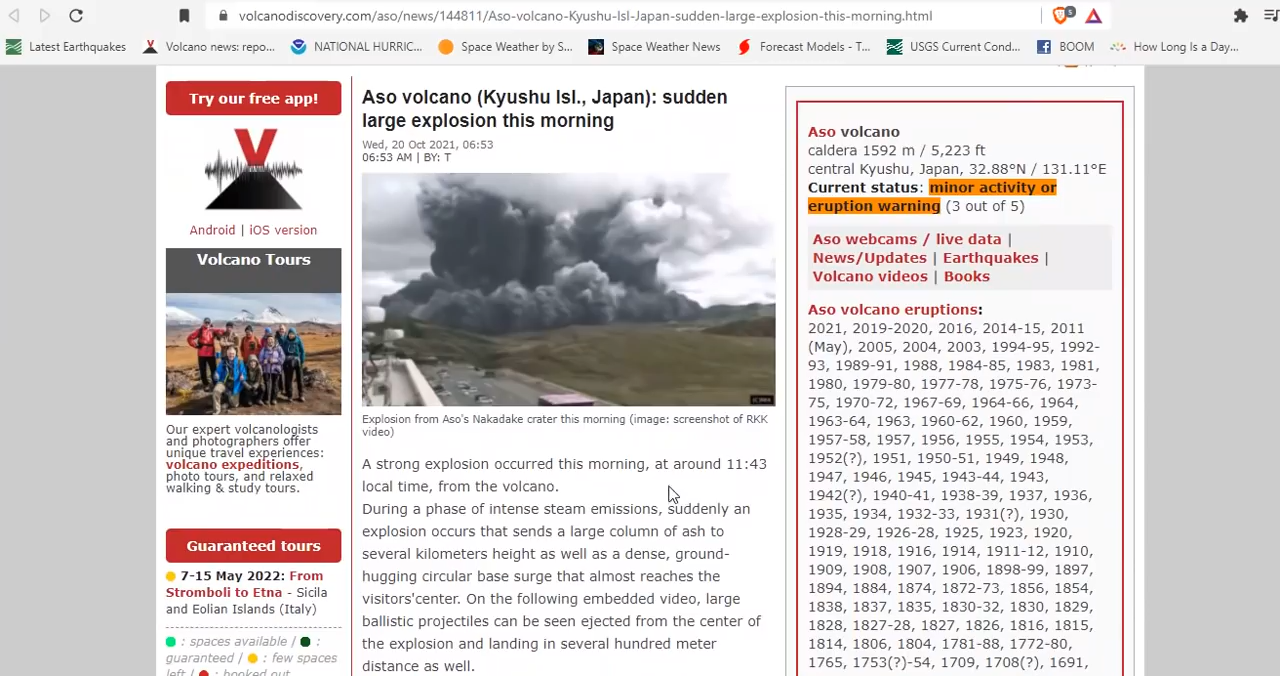 volcanodiscovery.com/aso/news/144811/Aso-volcano-Kyushu-Isl-Japan-sudden-large-explosion-this-morning.html
5
Latest Earthquakes
Volcano news: repo...
NATIONAL HURRIC...
Space Weather by S...
Space Weather News
Forecast Models - T...
USGS Current Cond...
BOOM
How Long Is a Day...
Try our free app!
Android | iOS version
Volcano Tours
Our expert volcanologists
and photographers offer
unique travel experiences:
volcano expeditions,
photo tours, and relaxed
walking & study tours.
Guaranteed tours
7-15 May 2022: From
Stromboli to Etna - Sicila
and Eolian Islands (Italy)
: spaces available / :
guaranteed / : few spaces
left / : booked out
Aso volcano (Kyushu Isl., Japan): sudden
large explosion this morning
Wed, 20 Oct 2021, 06:53
06:53 AM | BY: T
Explosion from Aso's Nakadake crater this morning (image: screenshot of RKK
video)
A strong explosion occurred this morning, at around 11:43
local time, from the volcano.
During a phase of intense steam emissions, suddenly an
explosion occurs that sends a large column of ash to
several kilometers height as well as a dense, ground-
hugging circular base surge that almost reaches the
visitors'center. On the following embedded video, large
ballistic projectiles can be seen ejected from the center of
the explosion and landing in several hundred meter
distance as well.
Aso volcano
caldera 1592 m / 5,223 ft
central Kyushu, Japan, 32.88°N / 131.11°E
Current status: minor activity or
eruption warning (3 out of 5)
Aso webcams / live data |
News/Updates | Earthquakes |
Volcano videos | Books
Aso volcano eruptions:
2021, 2019-2020, 2016, 2014-15, 2011
(May), 2005, 2004, 2003, 1994-95, 1992-
93, 1989-91, 1988, 1984-85, 1983, 1981,
1980, 1979-80, 1977-78, 1975-76, 1973-
75, 1970-72, 1967-69, 1964-66, 1964,
1963-64, 1963, 1960-62, 1960, 1959,
1957-58, 1957, 1956, 1955, 1954, 1953,
1952(?), 1951, 1950-51, 1949, 1948,
1947, 1946, 1945, 1943-44, 1943,
1942(?), 1940-41, 1938-39, 1937, 1936,
1935, 1934, 1932-33, 1931(?), 1930,
1928-29, 1926-28, 1925, 1923, 1920,
1919, 1918, 1916, 1914, 1911-12, 1910,
1909, 1908, 1907, 1906, 1898-99, 1897,
1894, 1884, 1874, 1872-73, 1856, 1854,
1838, 1837, 1835, 1830-32, 1830, 1829,
1828, 1827-28, 1827, 1826, 1816, 1815,
1814, 1806, 1804, 1781-88, 1772-80,
1765, 1753(?)-54, 1709, 1708(?), 1691,